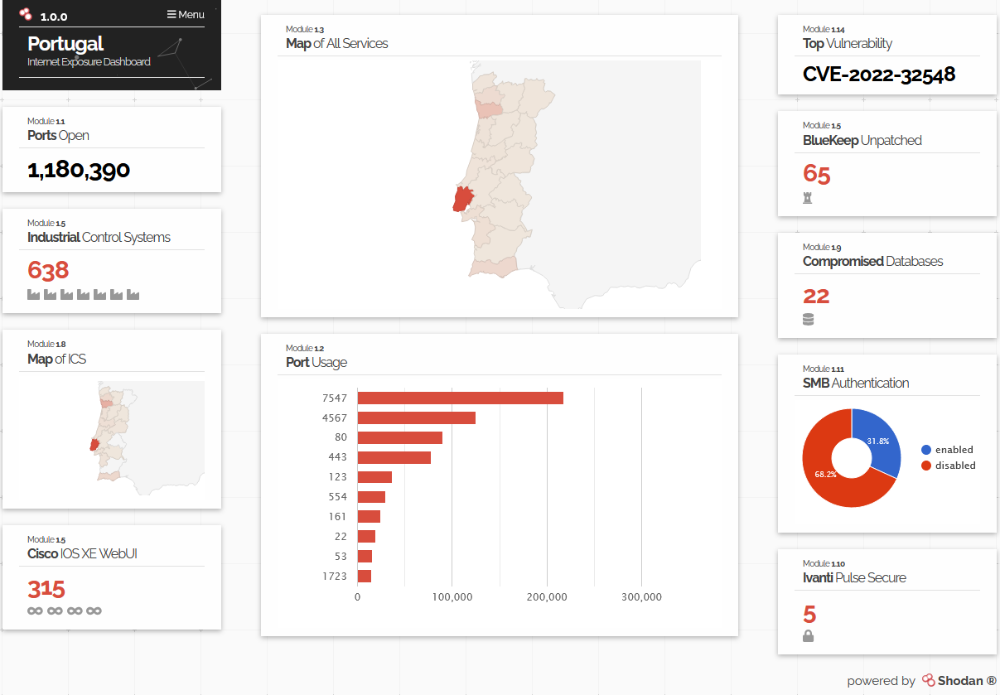 1.0.0
Menu
Portugal
Internet Exposure Dashboard
Module 1.1
Ports Open
1,180,390
Module 1.5
Industrial Control Systems
638
Module 1.8
Map of ICS
Module 1.5
Cisco IOS XE WebUI
315
Module 1.3
Map of All Services
Module 1.2
Port Usage
7547
4567
80
443
123
554
161
22
53
1723
0 100,000 200,000 300,000
Module 1.14
Top Vulnerability
CVE-2022-32548
Module 1.5
BlueKeep Unpatched
65
Module 1.9
Compromised Databases
22
Module 1.11
SMB Authentication
31.8%
68.2%
enabled
disabled
Module 1.10
Ivanti Pulse Secure
5
powered by Shodan ®